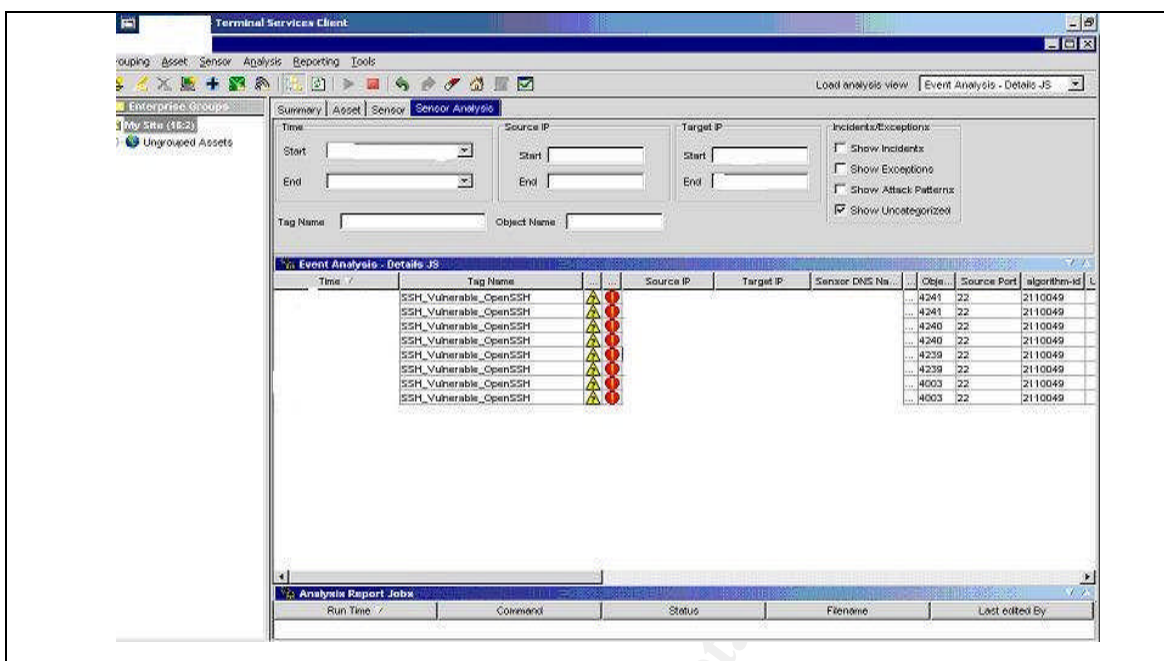 Terminal Services Client
ouping Asset Sensor Analysis Reporting Tools
Load analysis view Event Analysis - Details JS
Enterprise Groups
Summary Asset Sensor Sensor Analysis
My Site (16:2)
Ungrouped Assets
Time Source IP Target IP Incidents/Exceptions
Start Start Start Show Incidents
Show Exceptions
End End End Show Attack Patterns
Show Uncategorized
Tag Name Object Name
Event Analysis - Details JS
Time Tag Name ... ... Source IP Target IP Sensor DNS Na... ... Obje... Source Port algorithm-id
SSH_Vulnerable_OpenSSH ... 4241 22 2110049
SSH_Vulnerable_OpenSSH ... 4241 22 2110049
SSH_Vulnerable_OpenSSH ... 4240 22 2110049
SSH_Vulnerable_OpenSSH ... 4240 22 2110049
SSH_Vulnerable_OpenSSH ... 4239 22 2110049
SSH_Vulnerable_OpenSSH ... 4239 22 2110049
SSH_Vulnerable_OpenSSH ... 4003 22 2110049
SSH_Vulnerable_OpenSSH ... 4003 22 2110049
Analysis Report Jobs
Run Time Command Status Filename Last edited By